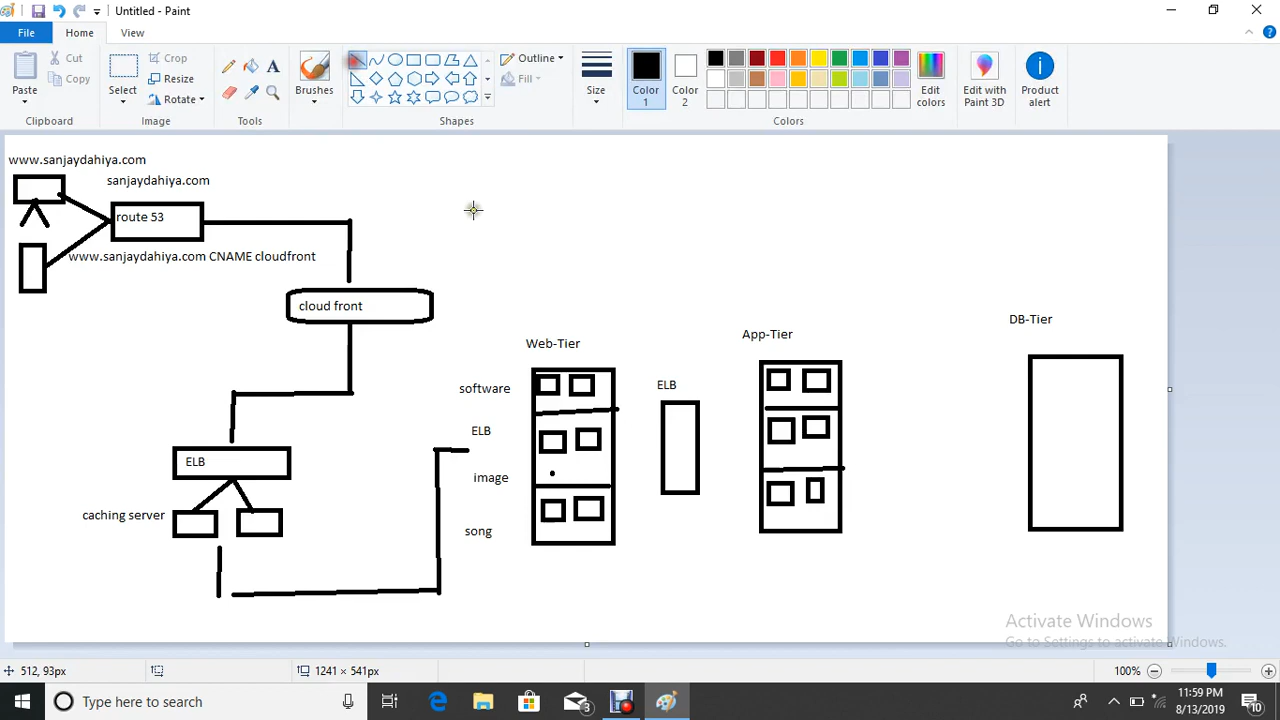 Untitled - Paint
File
Home
View
Paste
Cut
Copy
Clipboard
Select
Crop
Resize
Rotate
Image
Tools
Brushes
Shapes
Outline
Fill
Size
Color 1
Color 2
Colors
Edit colors
Edit with Paint 3D
Product alert
www.sanjaydahiya.com
sanjaydahiya.com
route 53
www.sanjaydahiya.com CNAME cloudfront
cloud front
DB-Tier
App-Tier
Web-Tier
software
ELB
ELB
ELB
image
caching server
song
Activate Windows
Go to Settings to activate Windows.
512, 93px
1241 × 541px
100%
Type here to search
3
11:59 PM
8/13/2019
10